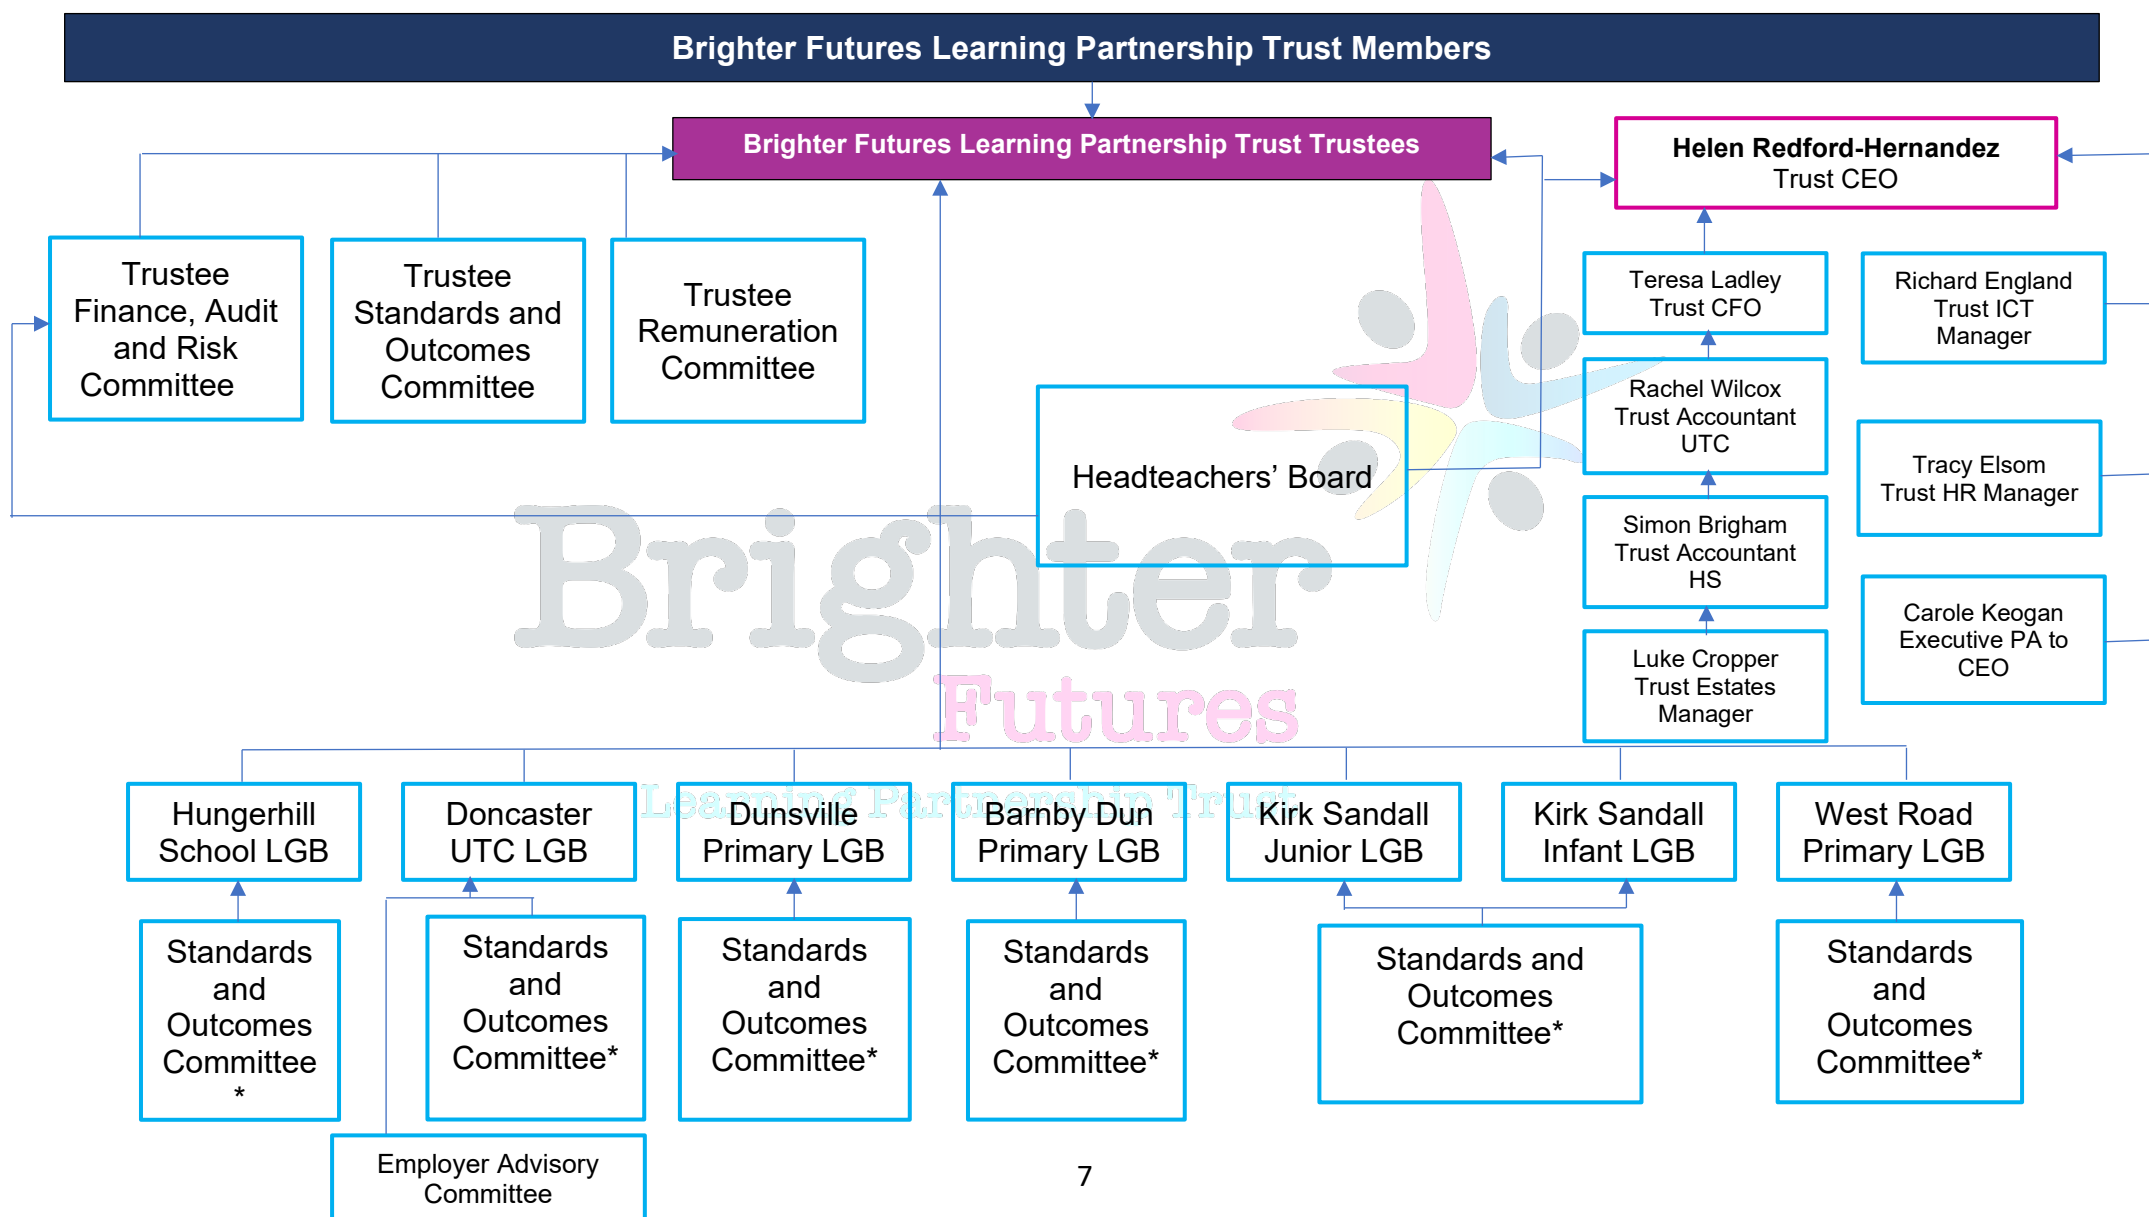 Brighter Futures Learning Partnership Trust Members
Brighter Futures Learning Partnership Trust Trustees
Helen Redford-Hernandez
Trust CEO
Trustee
Finance, Audit
and Risk
Committee
Trustee
Standards and
Outcomes
Committee
Trustee
Remuneration
Committee
Headteachers’ Board
Teresa Ladley
Trust CFO
Richard England
Trust ICT
Manager
Rachel Wilcox
Trust Accountant
UTC
Tracy Elsom
Trust HR Manager
Simon Brigham
Trust Accountant
HS
Carole Keogan
Executive PA to
CEO
Luke Cropper
Trust Estates
Manager
Brighter
Futures
Learning Partnership Trust
Hungerhill
School LGB
Doncaster
UTC LGB
Dunsville
Primary LGB
Barnby Dun
Primary LGB
Kirk Sandall
Junior LGB
Kirk Sandall
Infant LGB
West Road
Primary LGB
Standards
and
Outcomes
Committee
*
Standards
and
Outcomes
Committee*
Standards
and
Outcomes
Committee*
Standards
and
Outcomes
Committee*
Standards and
Outcomes
Committee*
Standards
and
Outcomes
Committee*
Employer Advisory
Committee
7